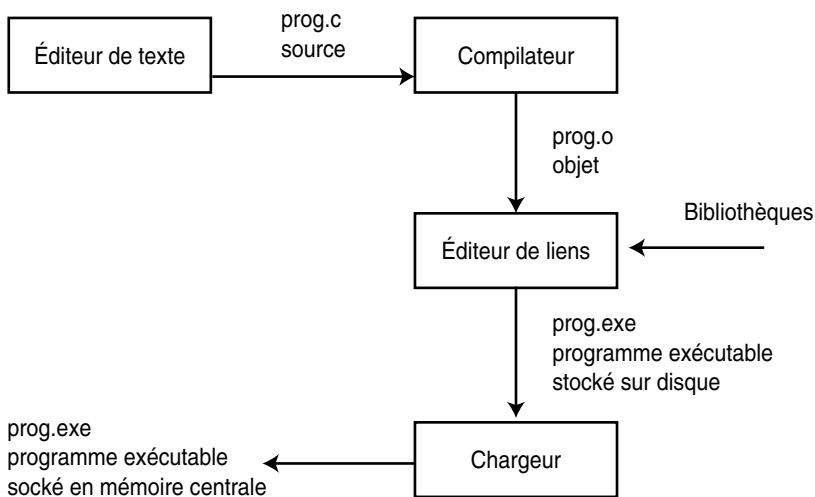 Éditeur de texte
prog.c
source
Compilateur
prog.o
objet
Bibliothèques
Éditeur de liens
prog.exe
programme exécutable
stocké sur disque
prog.exe
programme exécutable
socké en mémoire centrale
Chargeur